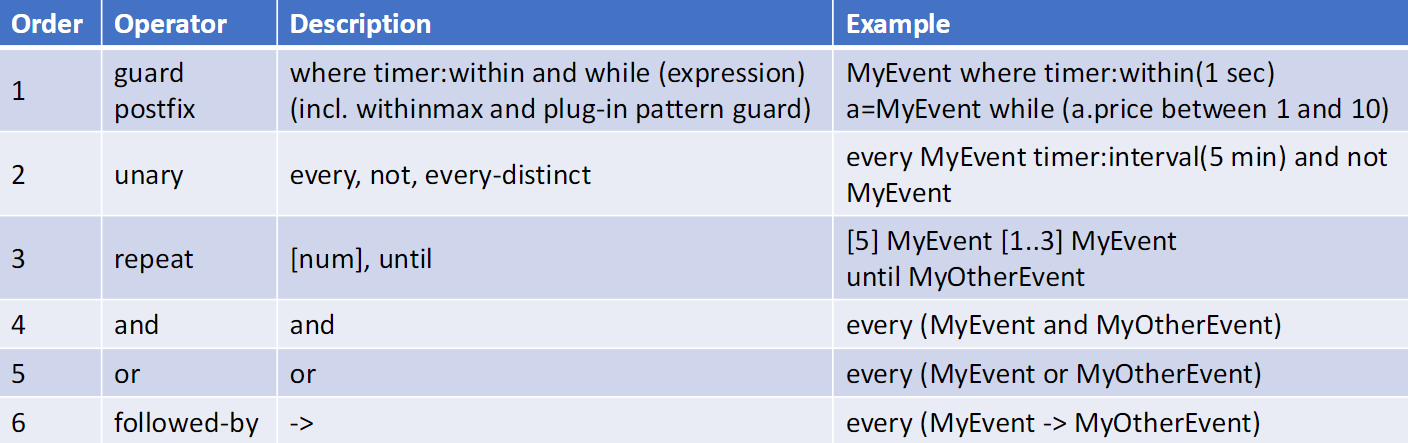 Order Operator Description Example
1 guard postfix where timer:within and while (expression) (incl. withinmax and plug-in pattern guard) MyEvent where timer:within(1 sec) a=MyEvent while (a.price between 1 and 10)
2 unary every, not, every-distinct every MyEvent timer:interval(5 min) and not MyEvent
3 repeat [num], until [5] MyEvent [1..3] MyEvent until MyOtherEvent
4 and and every (MyEvent and MyOtherEvent)
5 or or every (MyEvent or MyOtherEvent)
6 followed-by -> every (MyEvent -> MyOtherEvent)